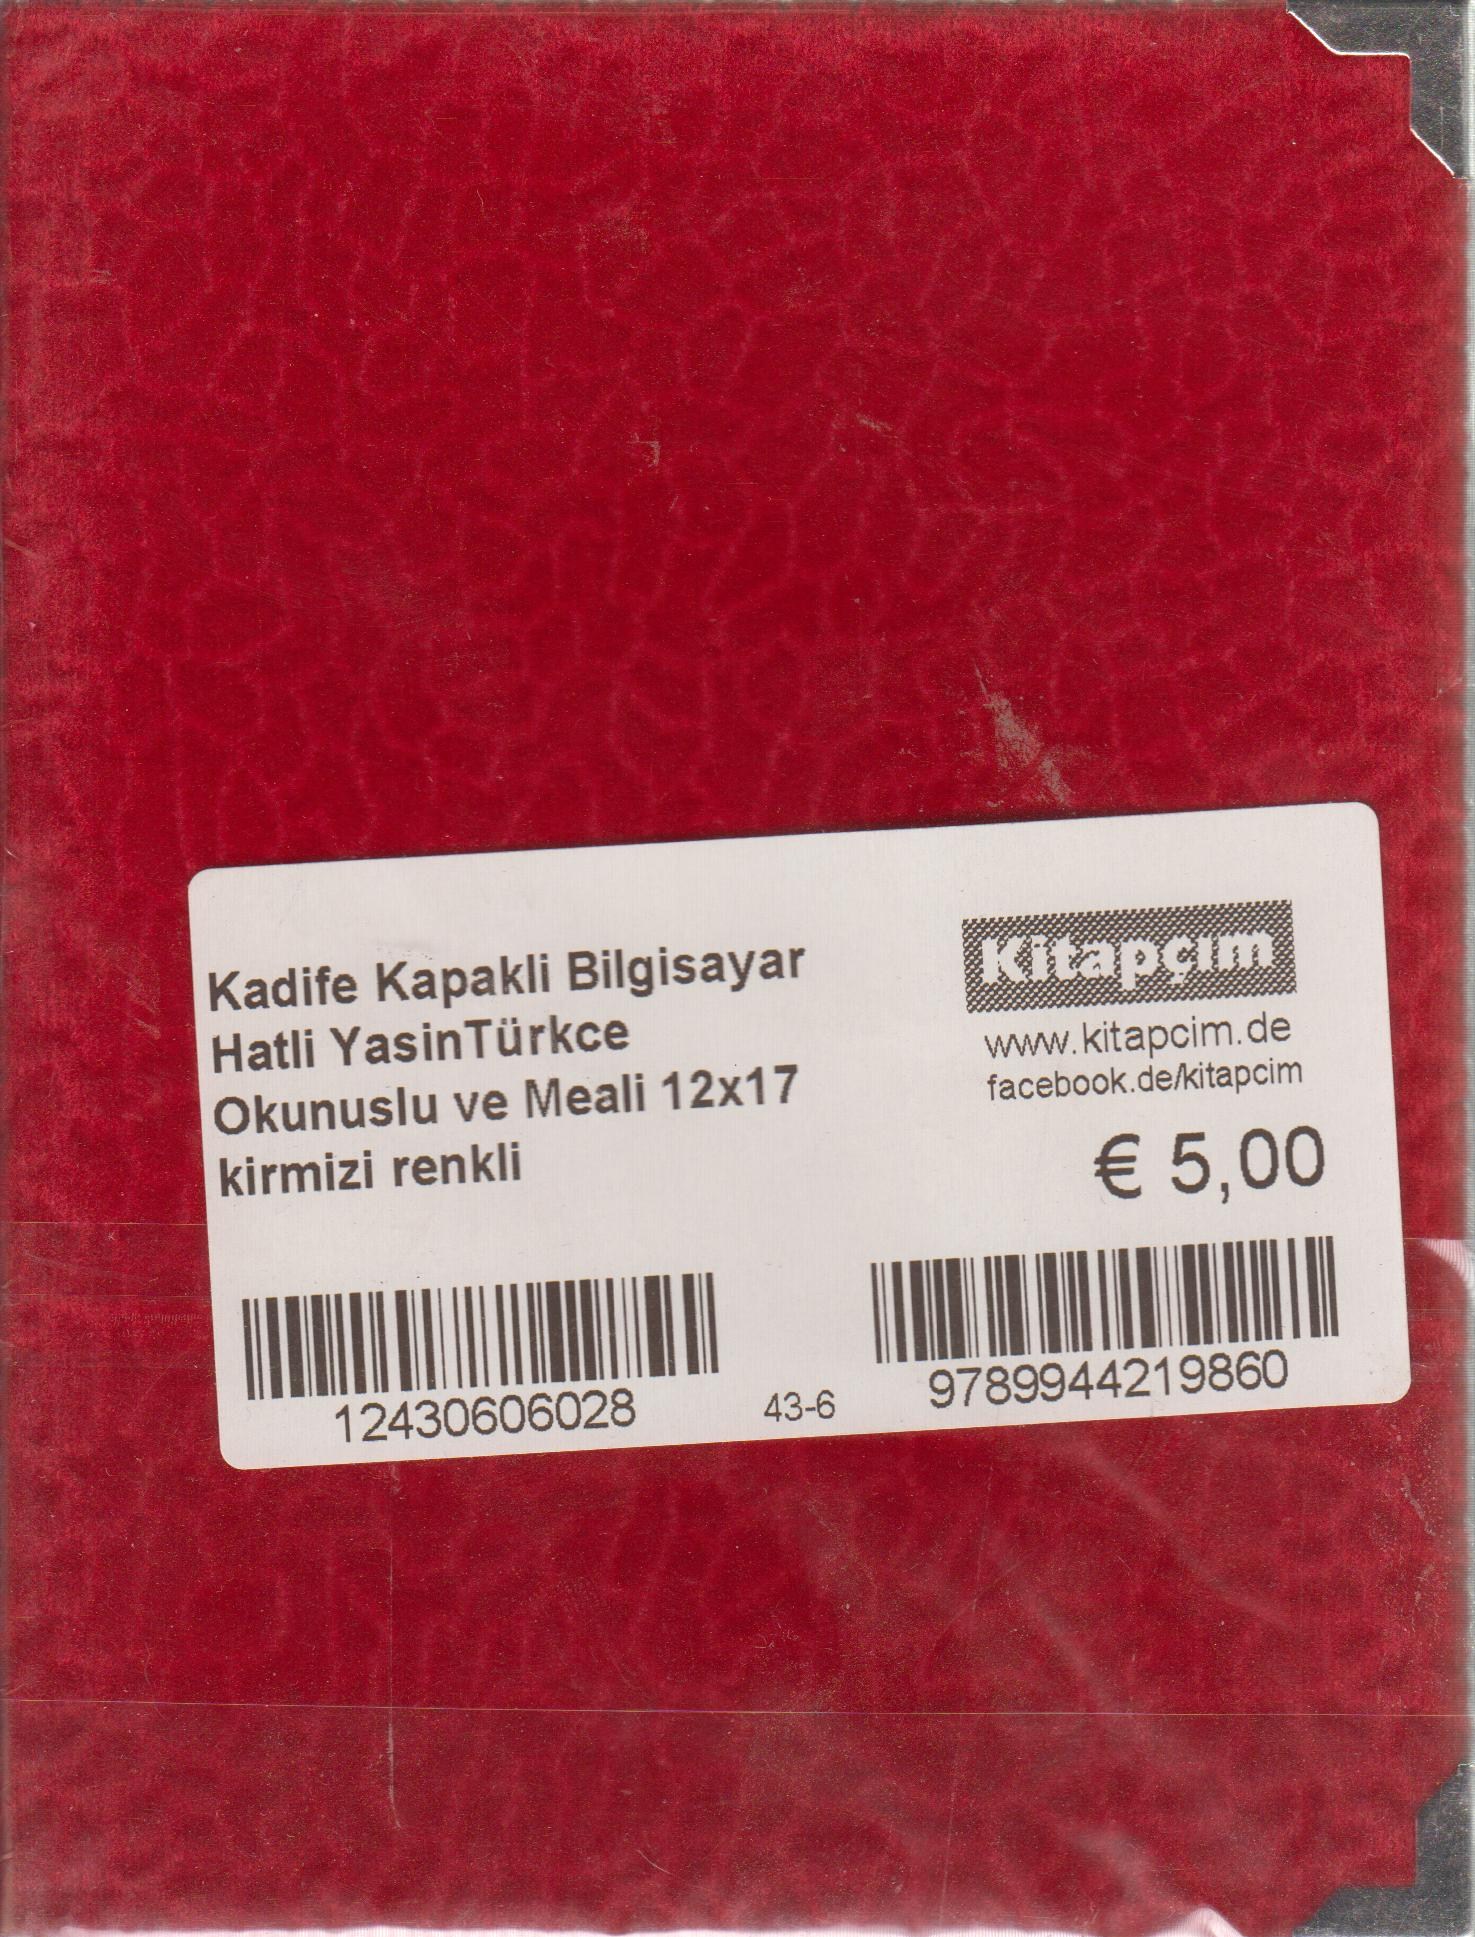 Kadife Kapakli Bilgisayar
Hatli YasinTürkce
Okunuslu ve Meali 12x17
kirmizi renkli
Kitapçim
www.kitapcim.de
facebook.de/kitapcim
€ 5,00
12430606028
43-6
9789944219860